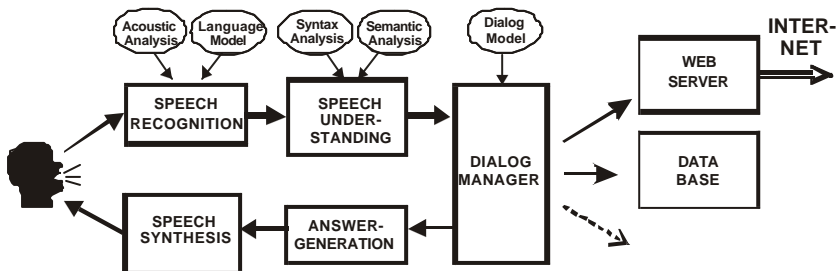 Acoustic
Analysis
Language
Model
Syntax
Analysis
Semantic
Analysis
Dialog
Model
INTER-
NET
SPEECH
RECOGNITION
SPEECH
UNDER-
STANDING
DIALOG
MANAGER
WEB
SERVER
DATA
BASE
SPEECH
SYNTHESIS
ANSWER-
GENERATION